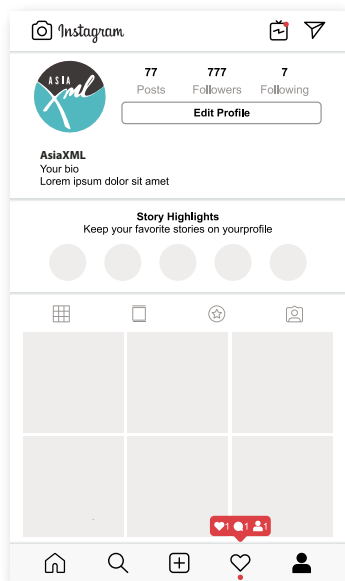 Instagram
ASIA
xml
77 777 7
Posts Followers Following
Edit Profile
AsiaXML
Your bio
Lorem ipsum dolor sit amet
Story Highlights
Keep your favorite stories on yourprofile
1 1 1